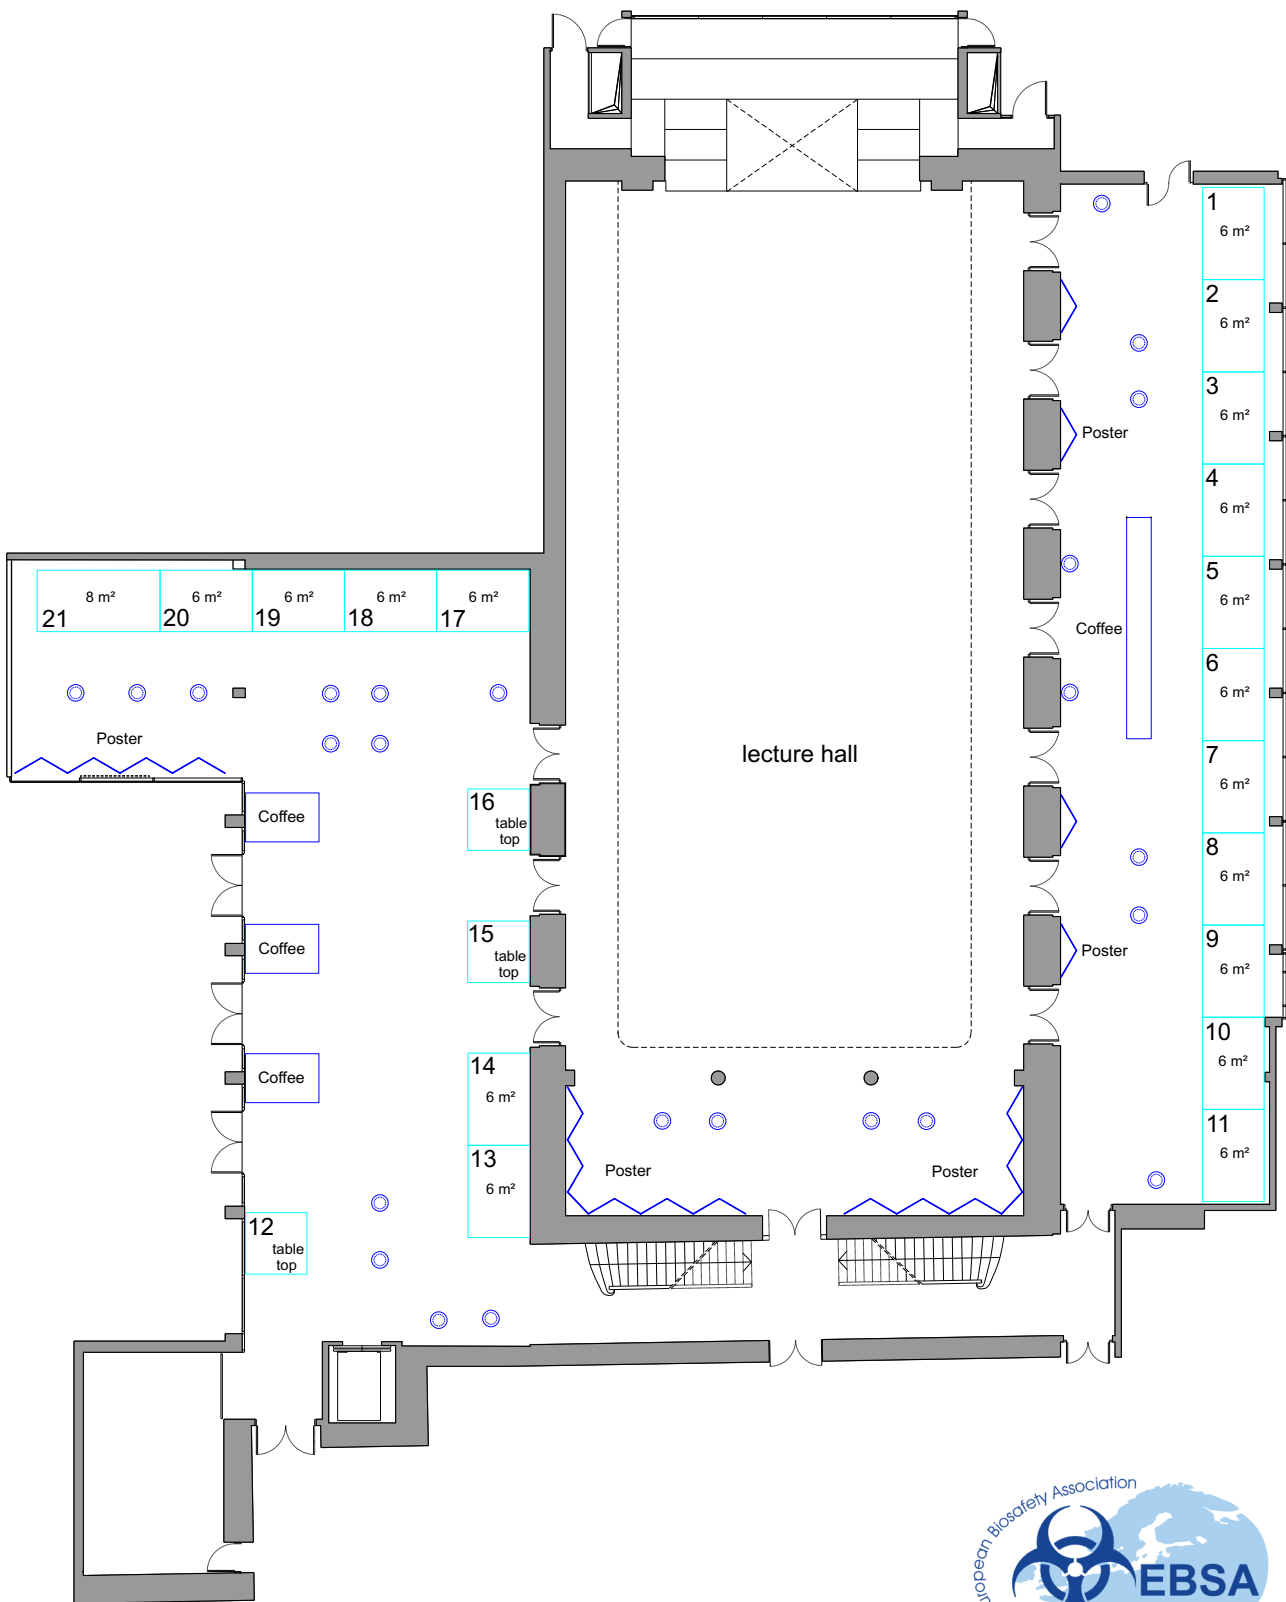 1
6 m²
2
6 m²
3
6 m²
Poster
4
6 m²
5
6 m²
Coffee
6
6 m²
7
6 m²
8
6 m²
9
6 m²
Poster
10
6 m²
11
6 m²
lecture hall
8 m²
21
6 m²
20
6 m²
19
6 m²
18
6 m²
17
Poster
Coffee
16
table
top
Coffee
15
table
top
Coffee
14
6 m²
13
6 m²
12
table
top
Poster
Poster
European Biosafety Association
EBSA